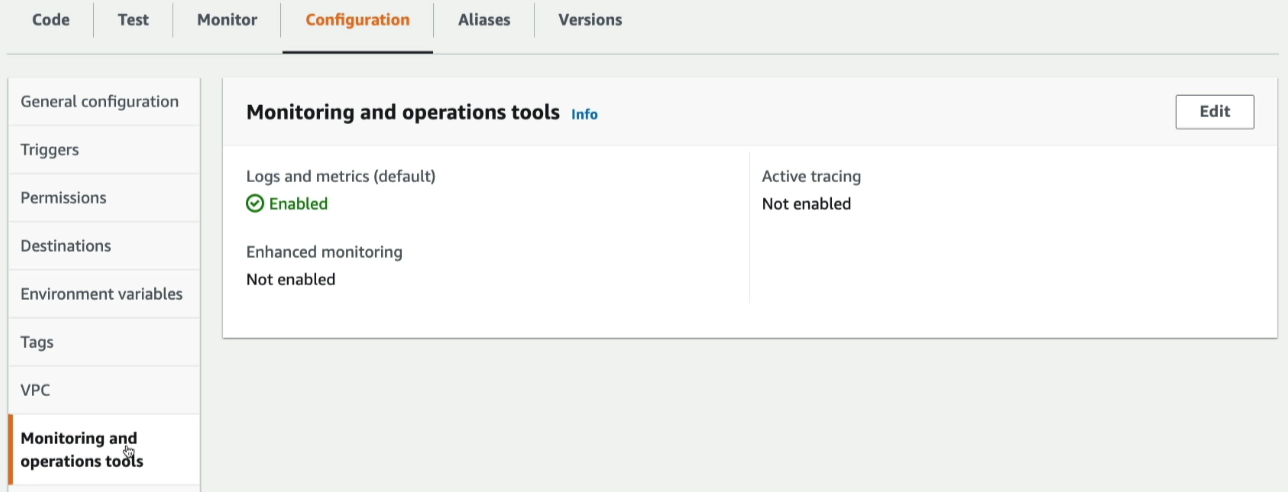 Code Test Monitor Configuration Aliases Versions
General configuration
Triggers
Permissions
Destinations
Environment variables
Tags
VPC
Monitoring and
operations tools
Monitoring and operations tools Info
Edit
Logs and metrics (default)
Enabled
Enhanced monitoring
Not enabled
Active tracing
Not enabled